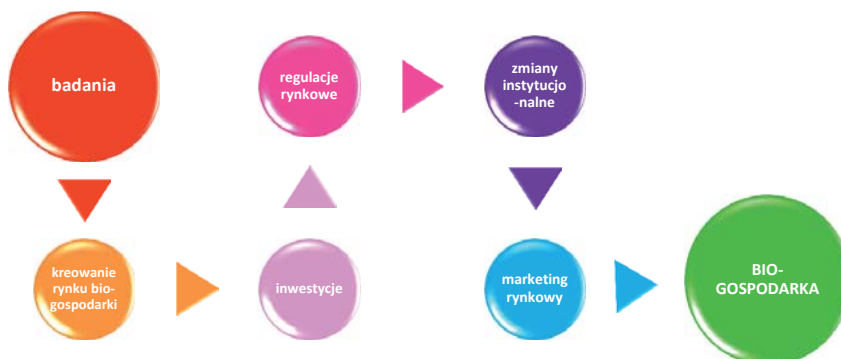 badania
kreowanie
rynku bio-
gospodarki
inwestycje
regulacje
rynkowe
zmiany
instytucjo
-nalne
marketing
rynkowy
BIO-
GOSPODARKA